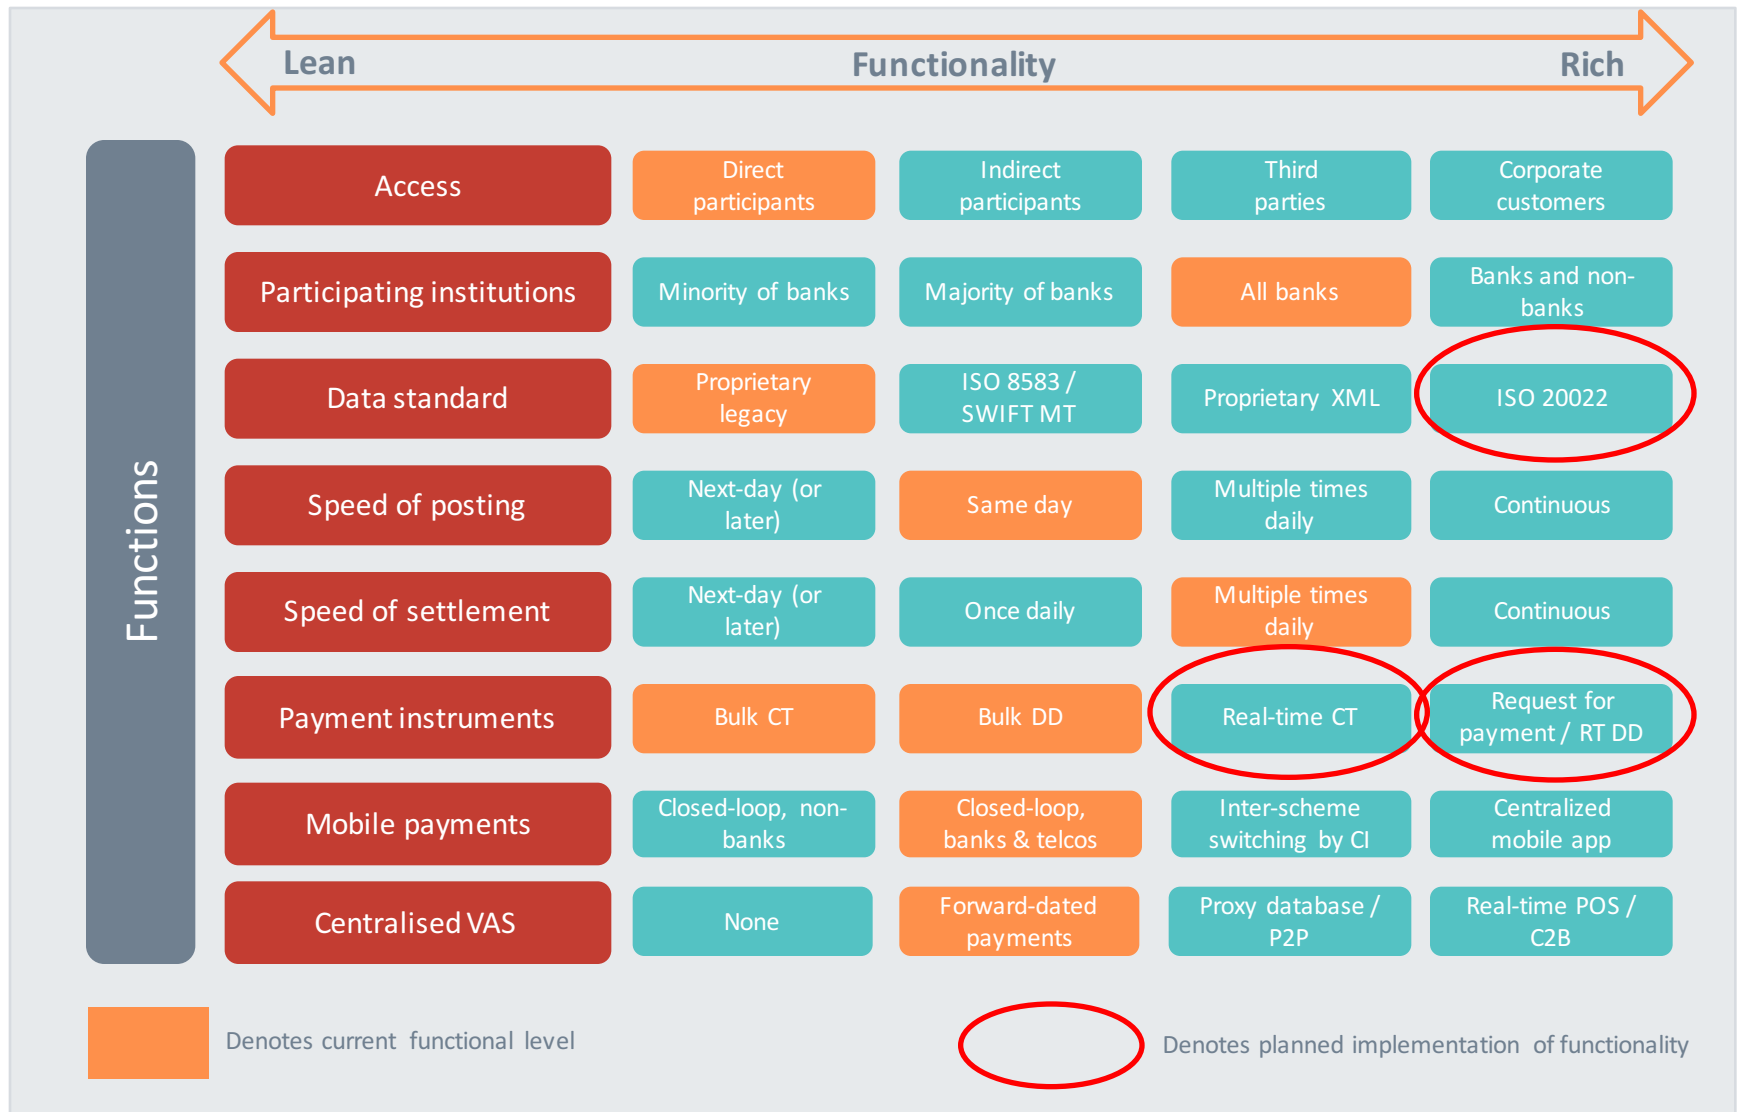 Lean
Functionality
Rich
Functions
Access
Direct
participants
Indirect
participants
Third
parties
Corporate
customers
Participating institutions
Minority of banks
Majority of banks
All banks
Banks and non-
banks
Data standard
Proprietary
legacy
ISO 8583 /
SWIFT MT
Proprietary XML
ISO 20022
Speed of posting
Next-day (or
later)
Same day
Multiple times
daily
Continuous
Speed of settlement
Next-day (or
later)
Once daily
Multiple times
daily
Continuous
Payment instruments
Bulk CT
Bulk DD
Real-time CT
Request for
payment / RT DD
Mobile payments
Closed-loop, non-
banks
Closed-loop,
banks & telcos
Inter-scheme
switching by CI
Centralized
mobile app
Centralised VAS
None
Forward-dated
payments
Proxy database /
P2P
Real-time POS /
C2B
Denotes current functional level
Denotes planned implementation of functionality